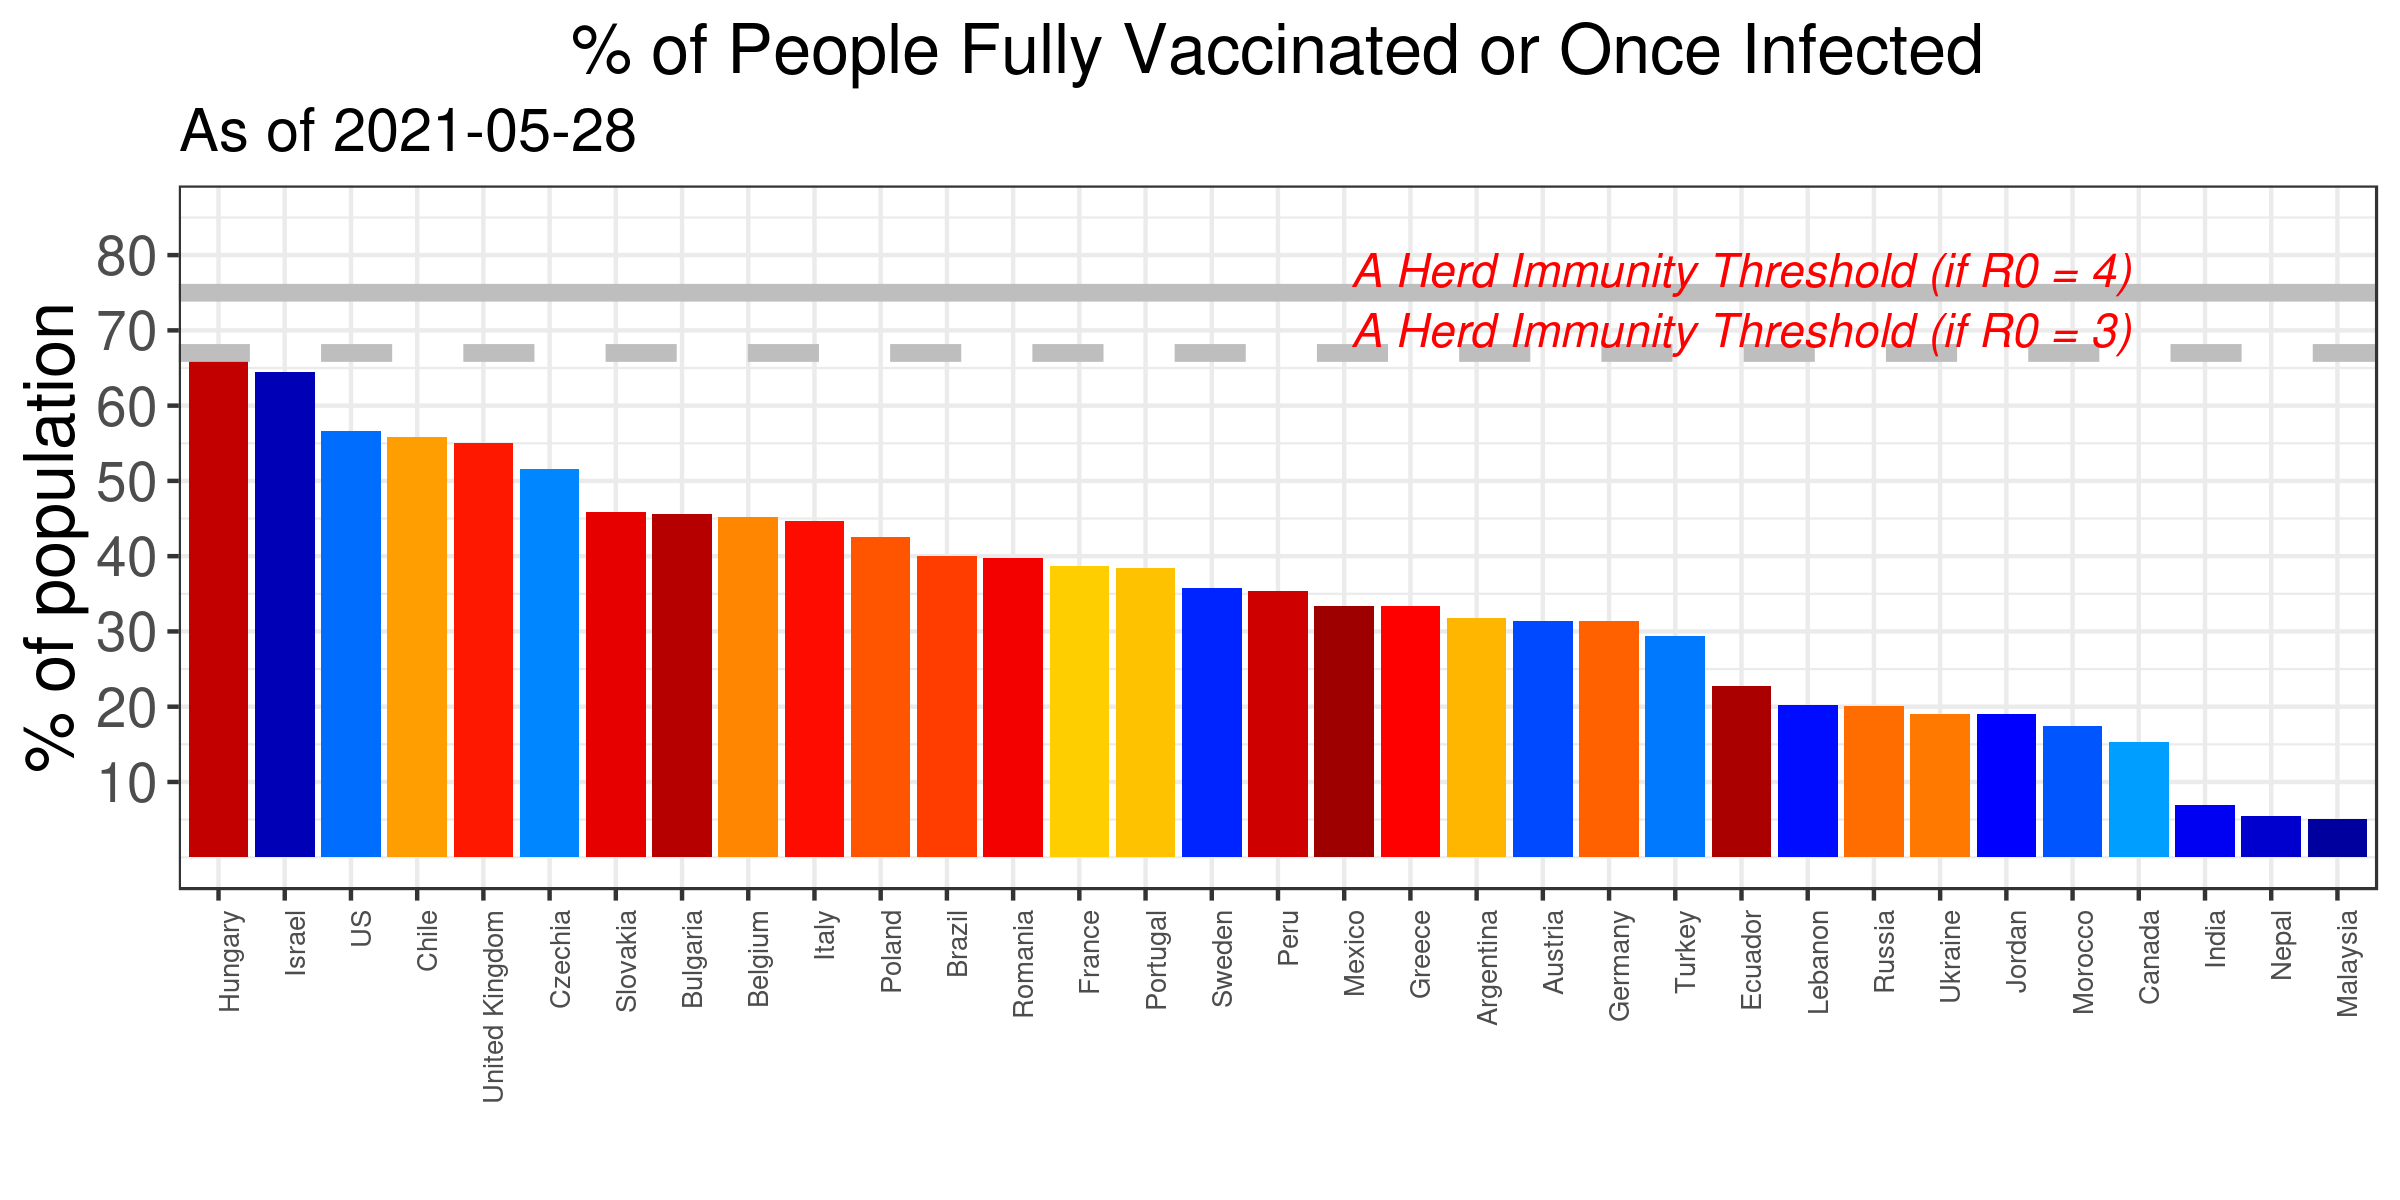 % of People Fully Vaccinated or Once Infected
As of 2021-05-28
% of population
80
70
60
50
40
30
20
10
A Herd Immunity Threshold (if R0 = 4)
A Herd Immunity Threshold (if R0 = 3)
Hungary
Israel
US
Chile
United Kingdom
Czechia
Slovakia
Bulgaria
Belgium
Italy
Poland
Brazil
Romania
France
Portugal
Sweden
Peru
Mexico
Greece
Argentina
Austria
Germany
Turkey
Ecuador
Lebanon
Russia
Ukraine
Jordan
Morocco
Canada
India
Nepal
Malaysia